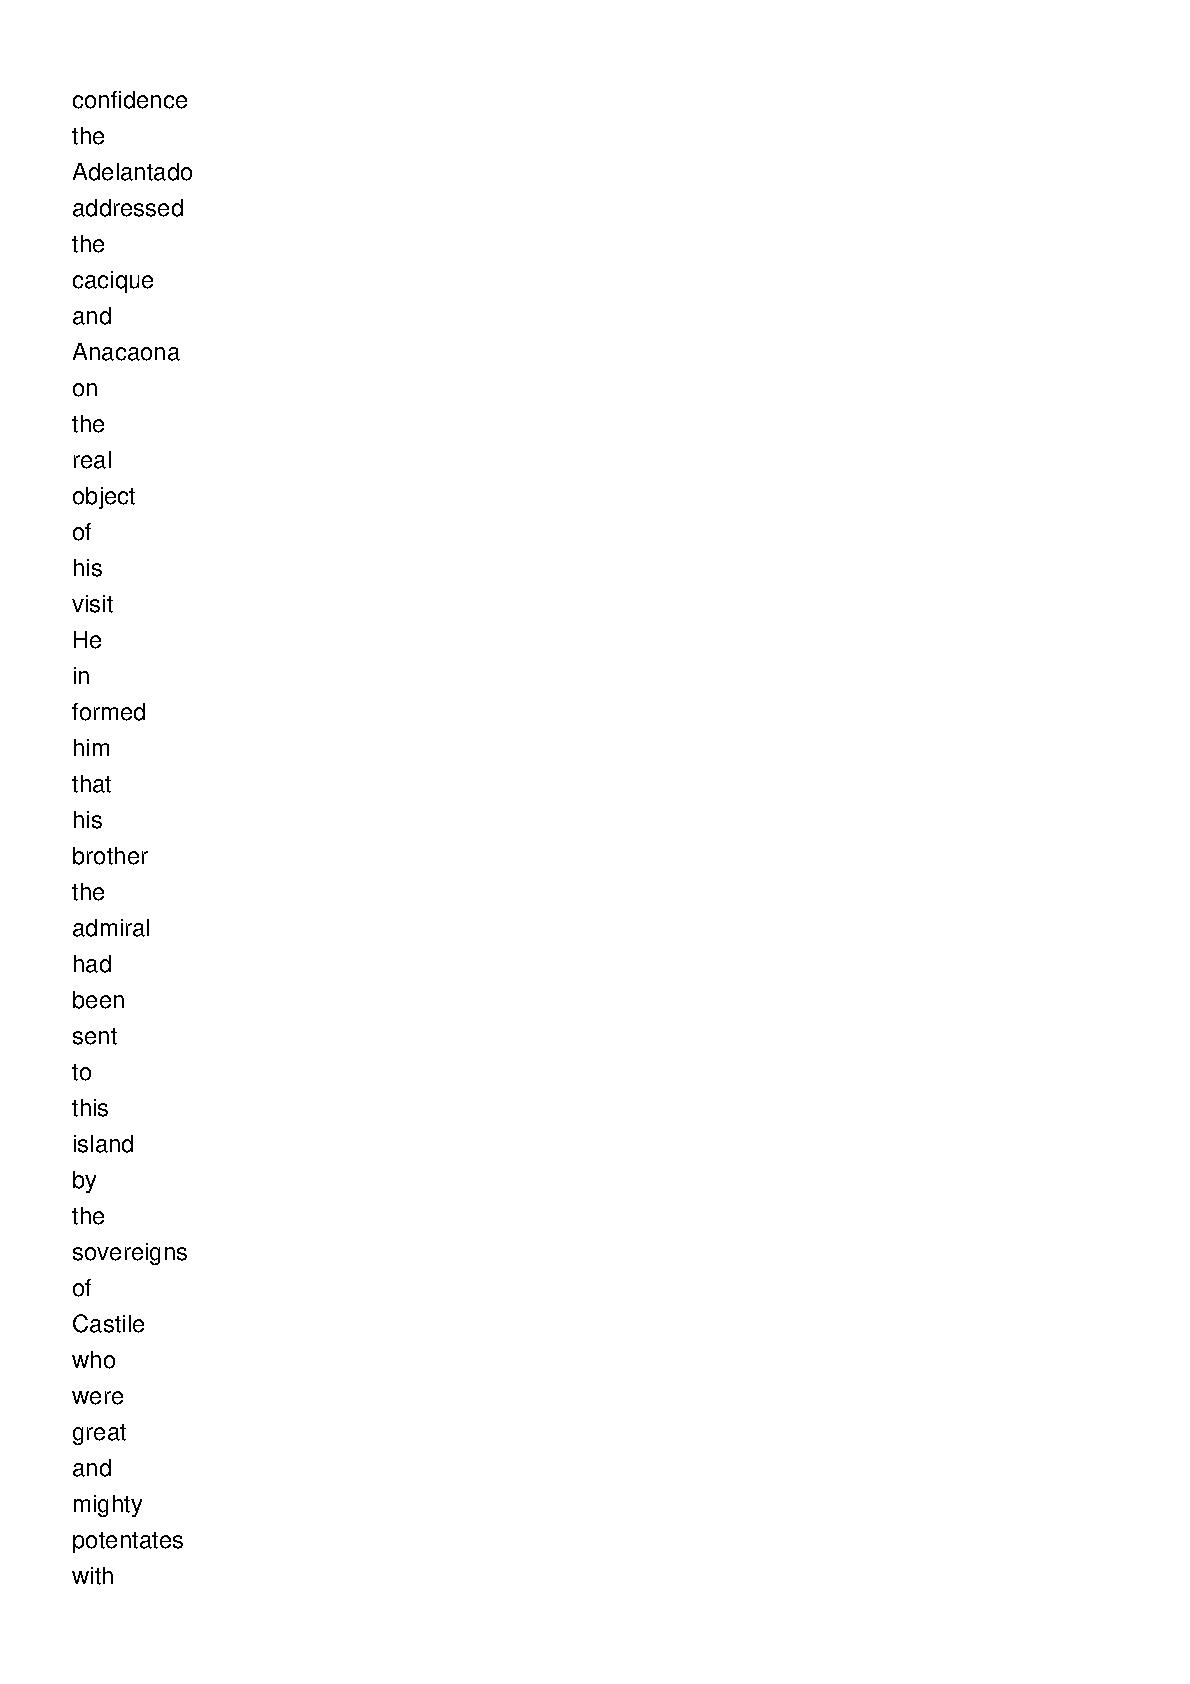 confidence
the
Adelantado
addressed
the
cacique
and
Anacaona
on
the
real
object
of
his
visit
He
in
formed
him
that
his
brother
the
admiral
had
been
sent
to
this
island
by
the
sovereigns
of
Castile
who
were
great
and
mighty
potentates
with